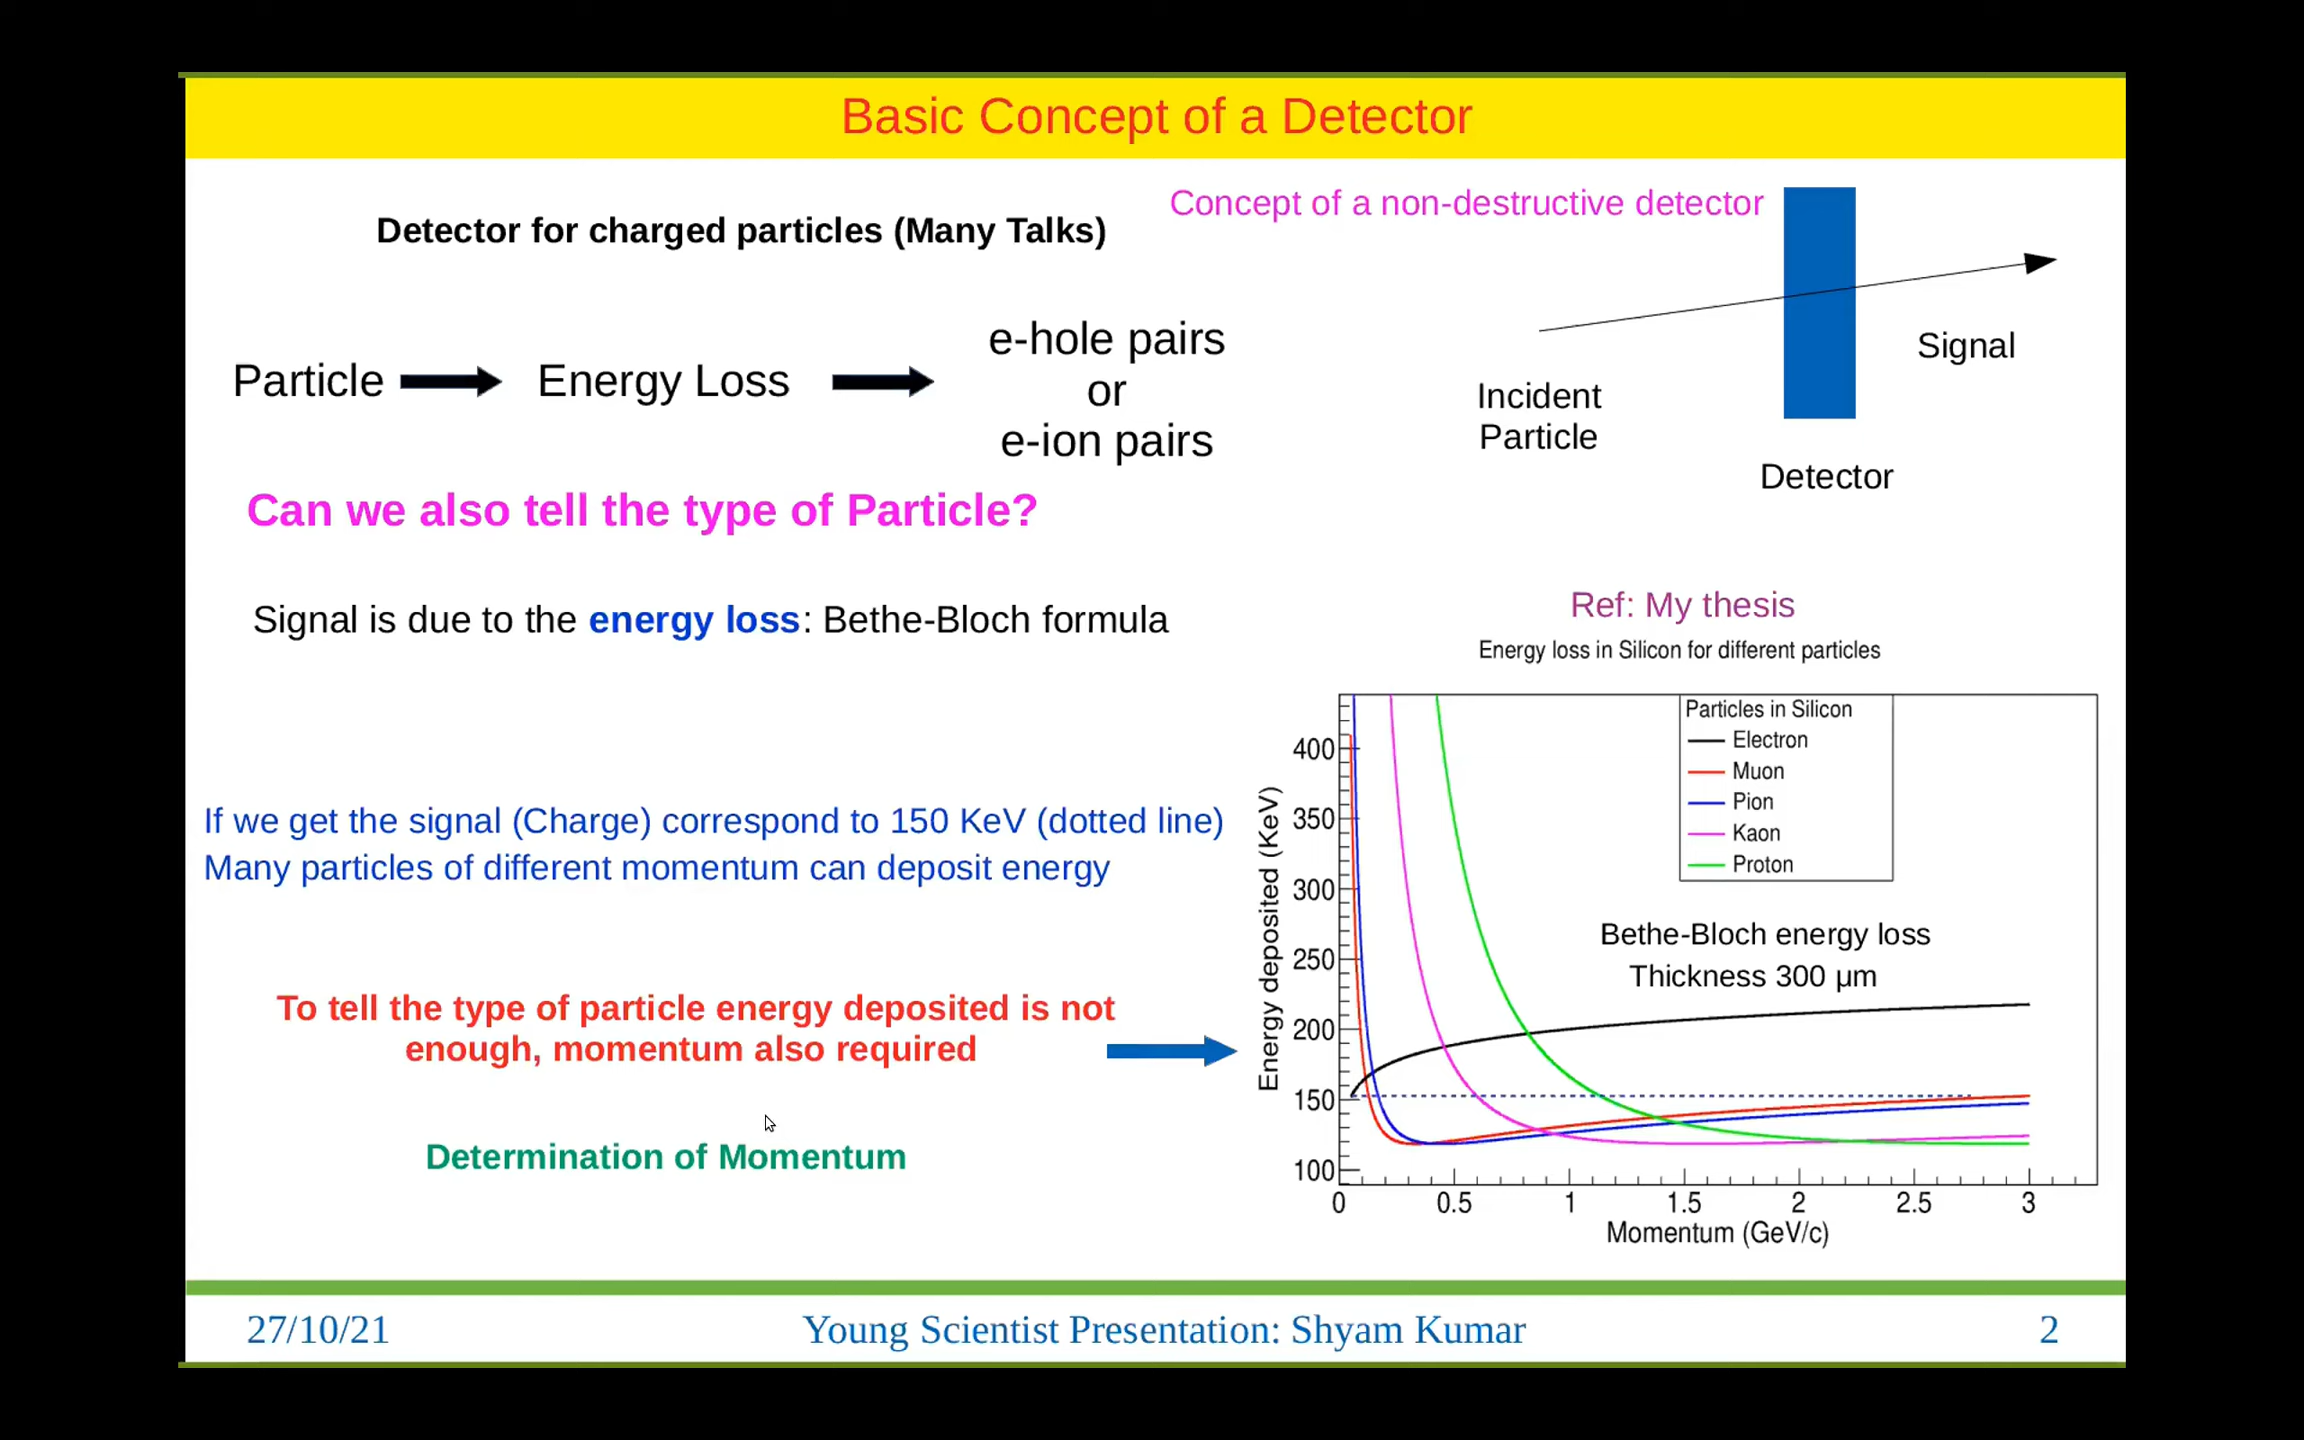 Basic Concept of a Detector
Detector for charged particles (Many Talks)
Concept of a non-destructive detector
Particle
Energy Loss
e-hole pairs
or
e-ion pairs
Incident
Particle
Signal
Detector
Can we also tell the type of Particle?
Signal is due to the energy loss: Bethe-Bloch formula
If we get the signal (Charge) correspond to 150 KeV (dotted line)
Many particles of different momentum can deposit energy
To tell the type of particle energy deposited is not
enough, momentum also required
Determination of Momentum
Ref: My thesis
Energy loss in Silicon for different particles
Particles in Silicon
Electron
Muon
Pion
Kaon
Proton
Bethe-Bloch energy loss
Thickness 300 μm
Energy deposited (KeV)
400
350
300
250
200
150
100
0 0.5 1 1.5 2 2.5 3
Momentum (GeV/c)
27/10/21
Young Scientist Presentation: Shyam Kumar
2